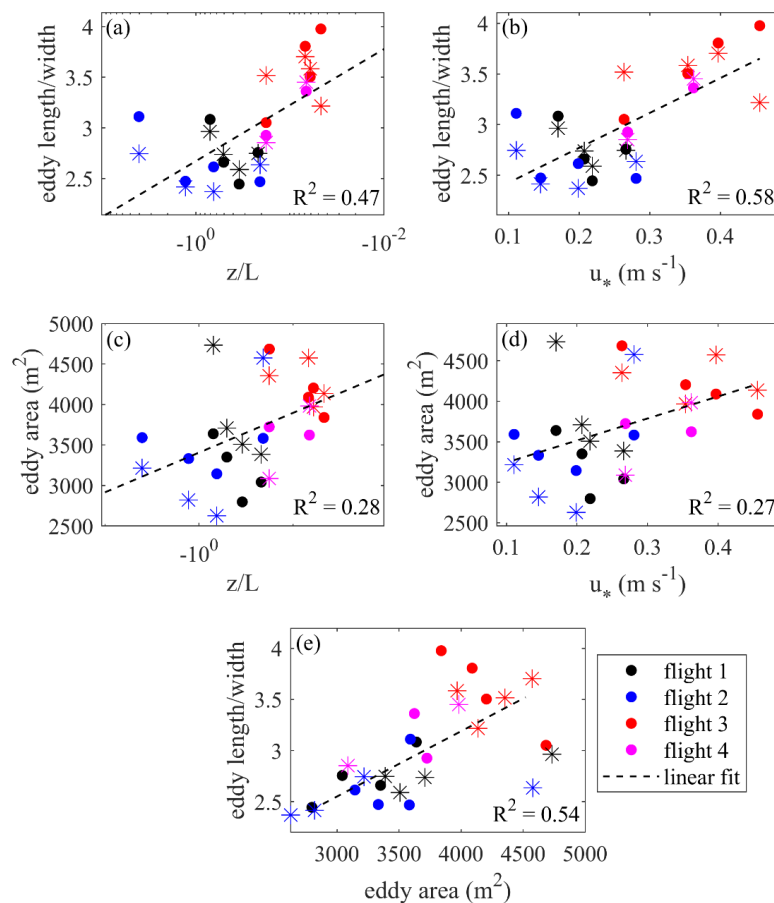 (a)
eddy length/width
4
3.5
3
2.5
R² = 0.47
-10⁰
-10⁻²
z/L
(b)
eddy length/width
4
3.5
3
2.5
R² = 0.58
0.1 0.2 0.3 0.4
u* (m s⁻¹)
(c)
eddy area (m²)
5000
4500
4000
3500
3000
2500
R² = 0.28
-10⁰
z/L
(d)
eddy area (m²)
4500
4000
3500
3000
2500
R² = 0.27
0.1 0.2 0.3 0.4
u* (m s⁻¹)
(e)
eddy length/width
4
3.5
3
2.5
R² = 0.54
3000 3500 4000 4500 5000
eddy area (m²)
flight 1
flight 2
flight 3
flight 4
linear fit